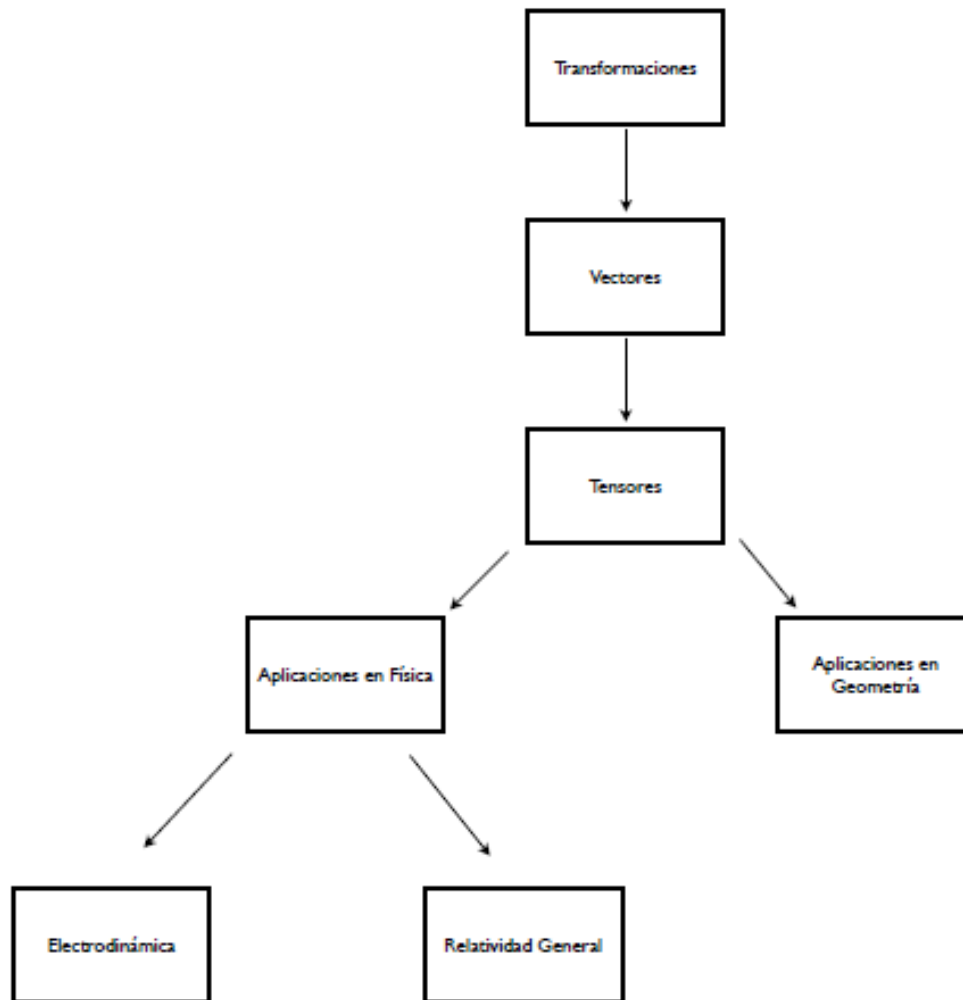 Transformaciones
Vectores
Tensores
Aplicaciones en Física
Aplicaciones en
Geometría
Electrodinámica
Relatividad General